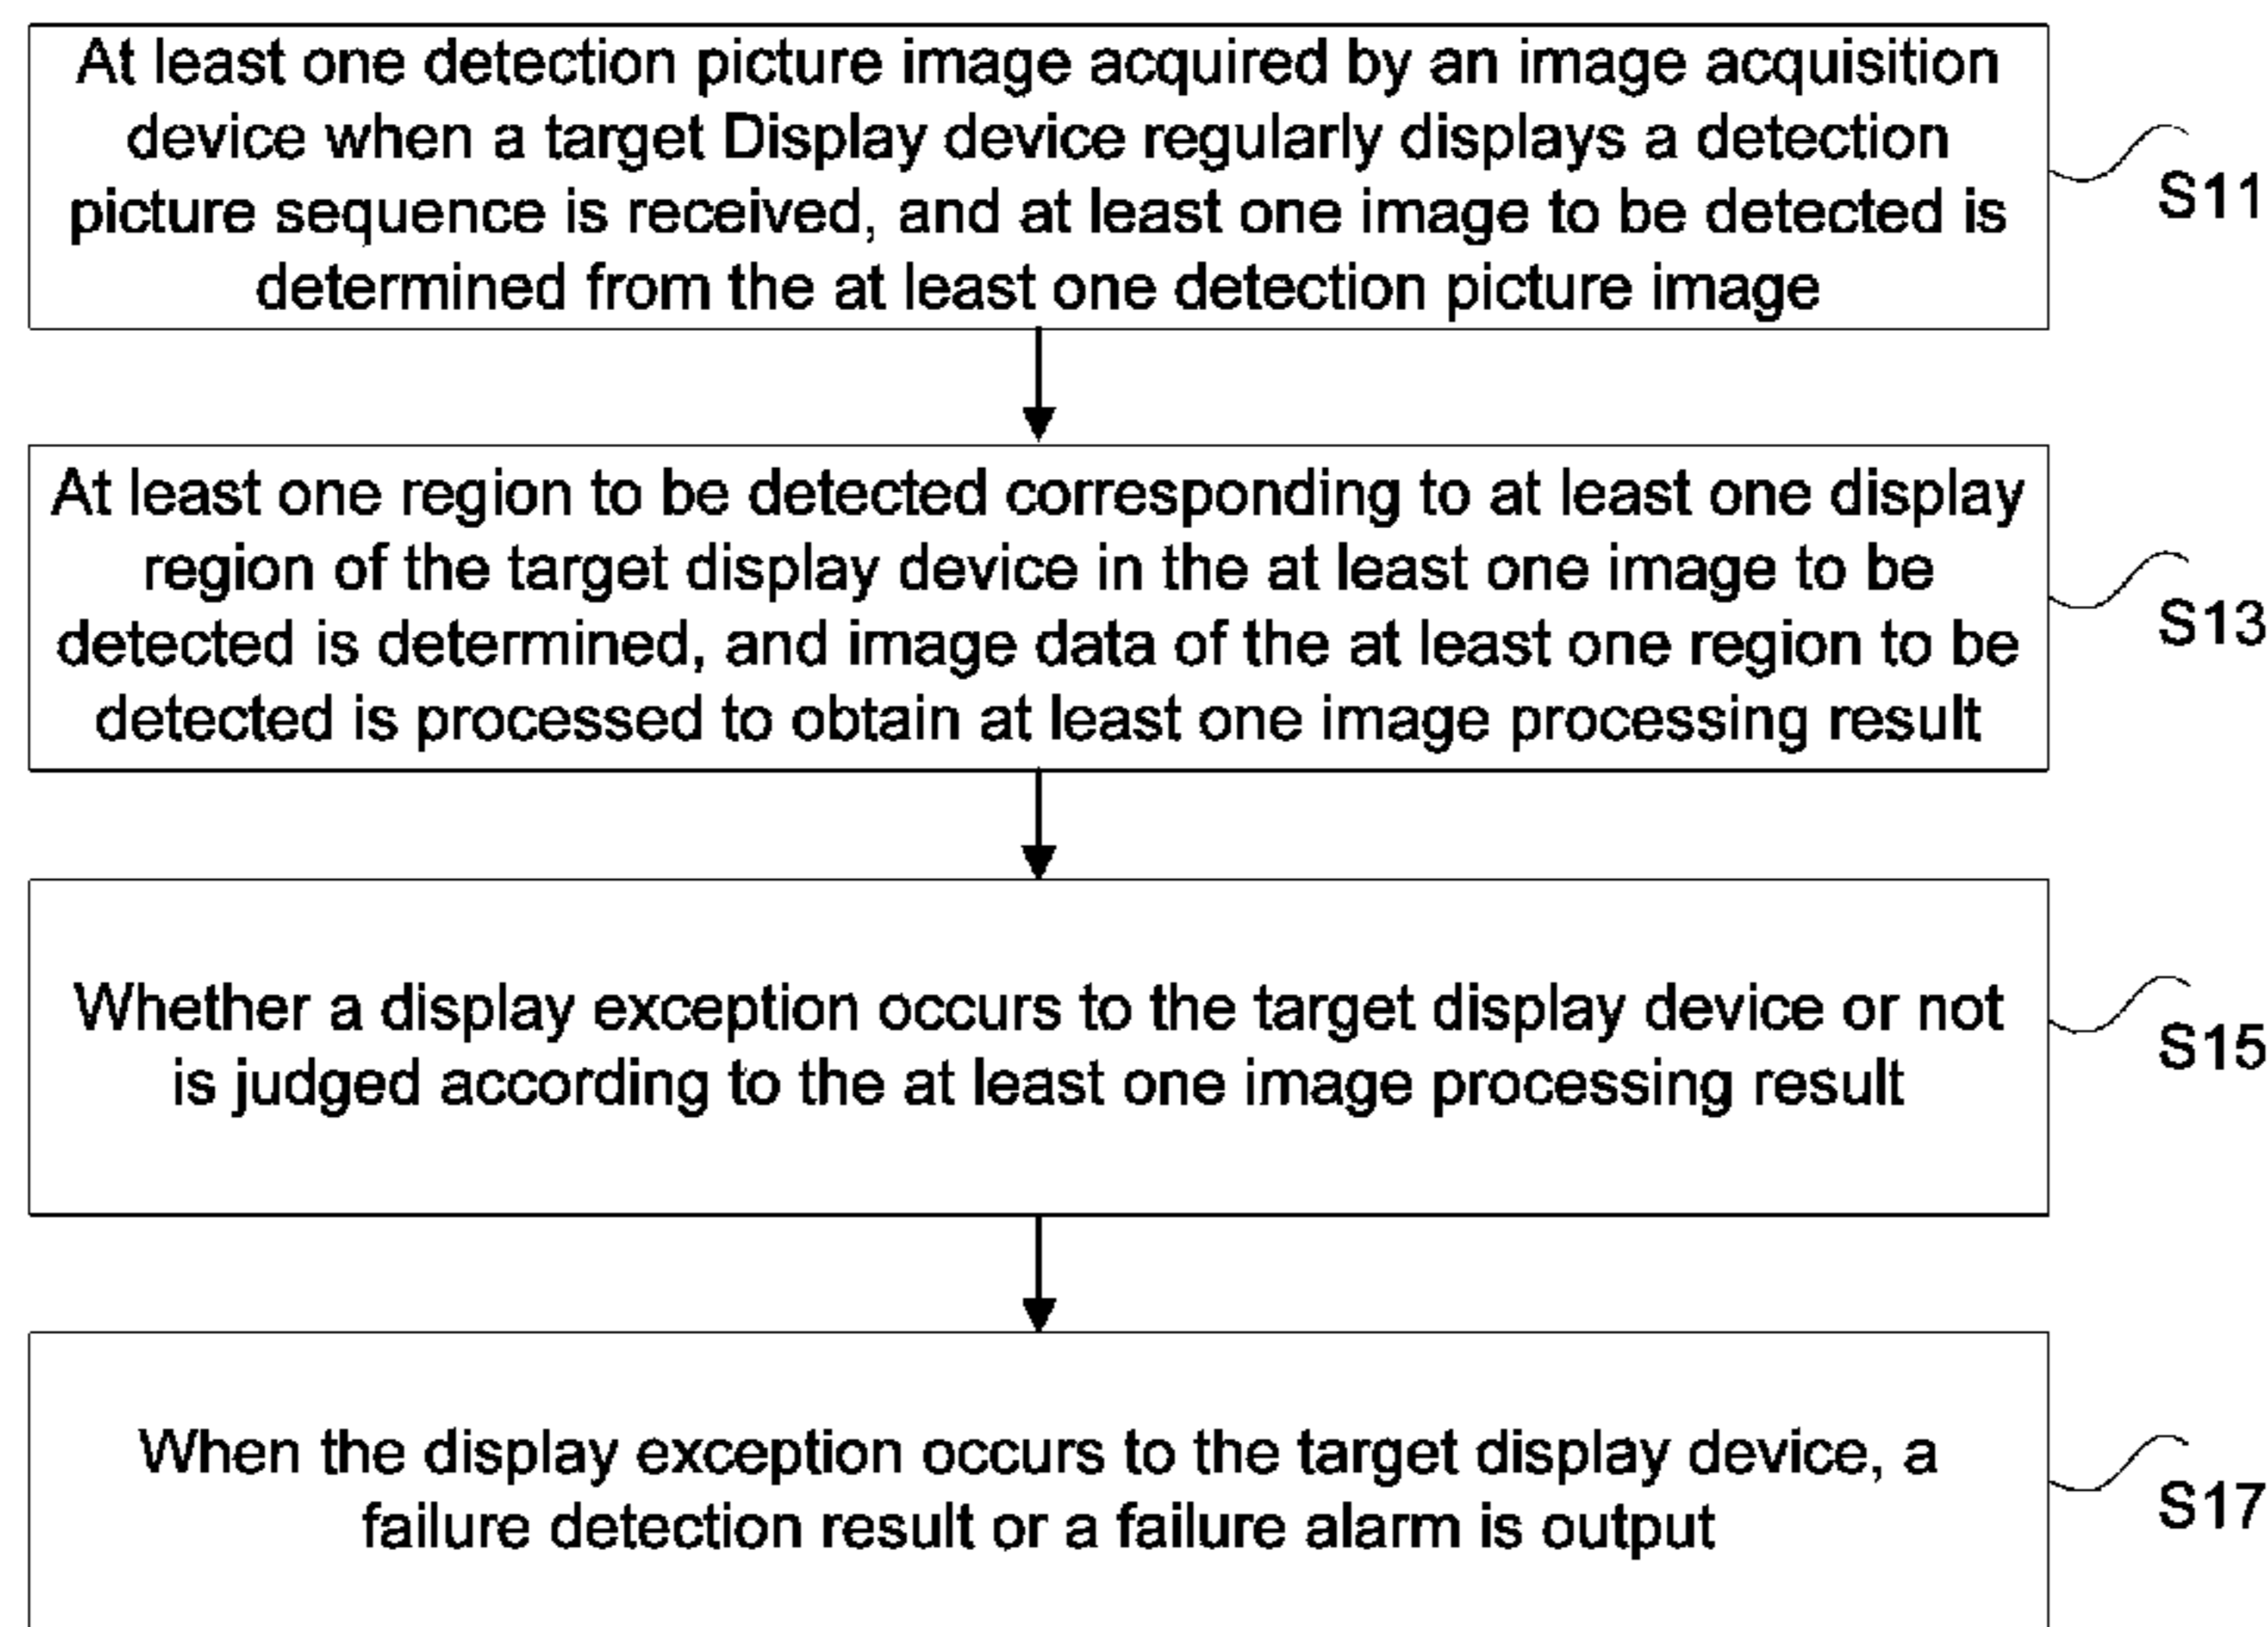 At least one detection picture image acquired by an image acquisition
device when a target Display device regularly displays a detection
picture sequence is received, and at least one image to be detected is
determined from the at least one detection picture image
S11
At least one region to be detected corresponding to at least one display
region of the target display device in the at least one image to be
detected is determined, and image data of the at least one region to be
detected is processed to obtain at least one image processing result
S13
Whether a display exception occurs to the target display device or not
is judged according to the at least one image processing result
S15
When the display exception occurs to the target display device, a
failure detection result or a failure alarm is output
S17